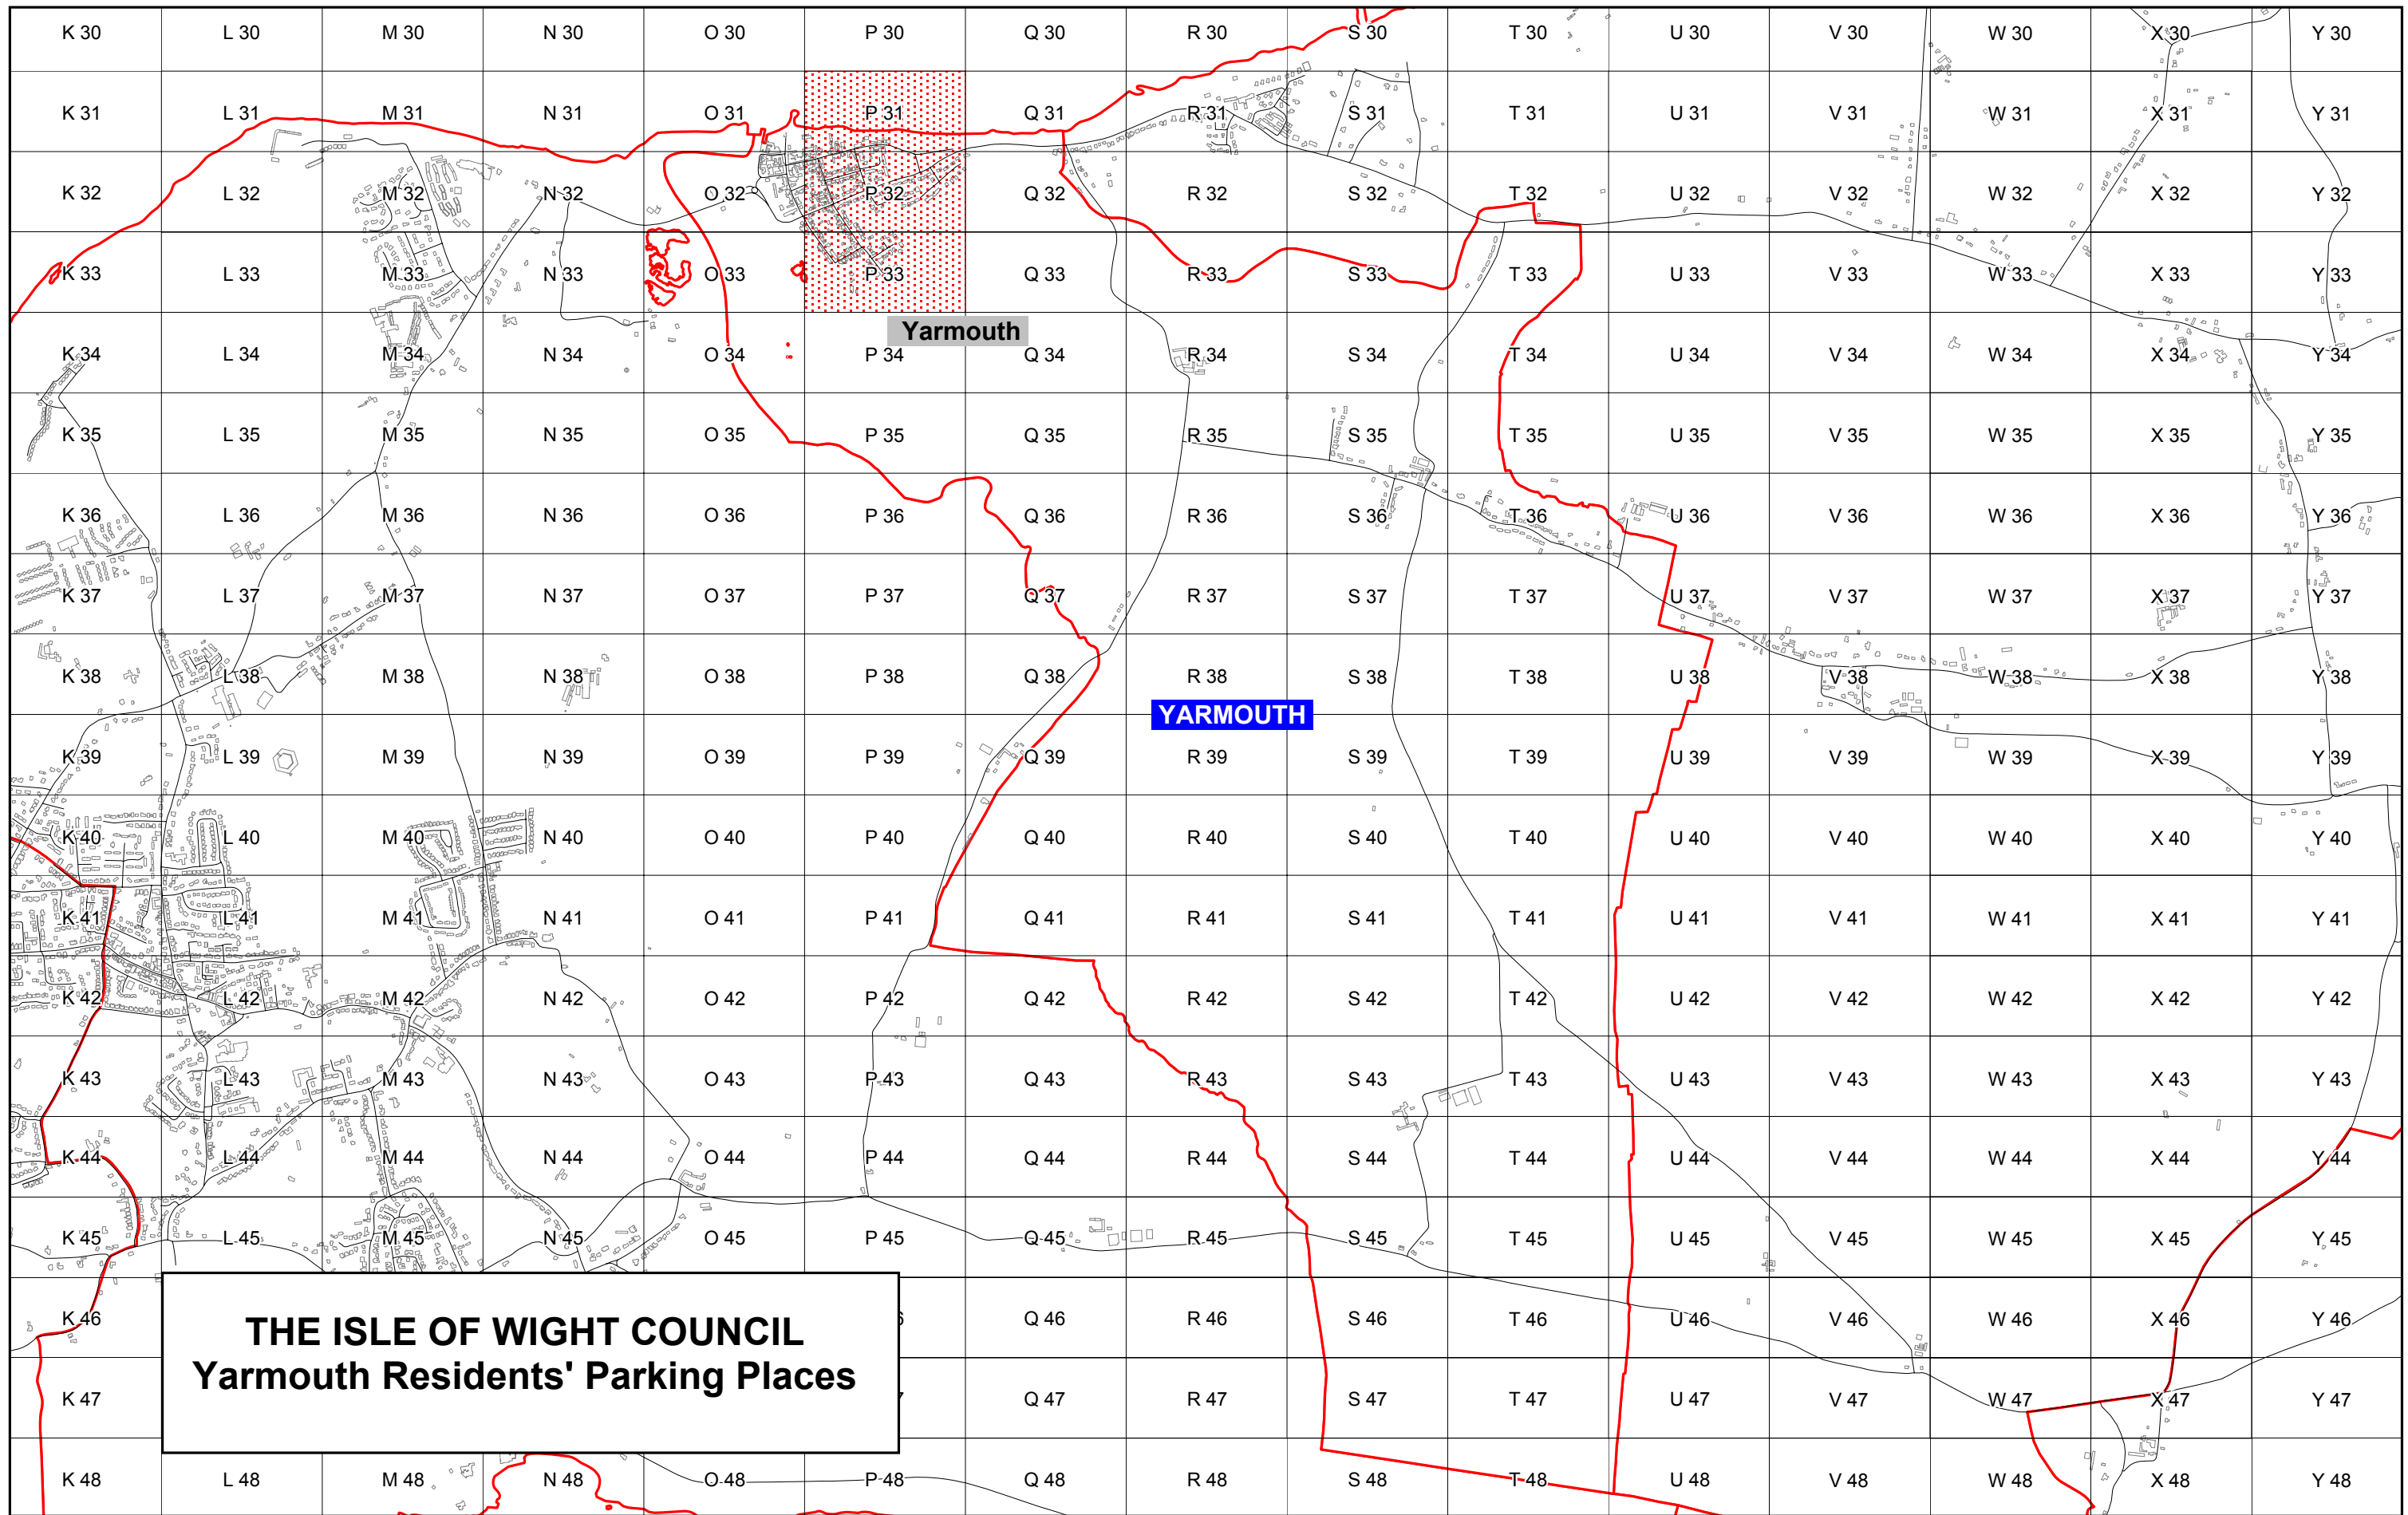 K 30 L 30 M 30 N 30 O 30 P 30 Q 30 R 30 S 30 T 30 U 30 V 30 W 30 X 30 Y 30
K 31 L 31 M 31 N 31 O 31 P 31 Q 31 R 31 S 31 T 31 U 31 V 31 W 31 X 31 Y 31
K 32 L 32 M 32 N 32 O 32 P 32 Q 32 R 32 S 32 T 32 U 32 V 32 W 32 X 32 Y 32
K 33 L 33 M 33 N 33 O 33 P 33 Q 33 R 33 S 33 T 33 U 33 V 33 W 33 X 33 Y 33
Yarmouth
K 34 L 34 M 34 N 34 O 34 P 34 Q 34 R 34 S 34 T 34 U 34 V 34 W 34 X 34 Y 34
K 35 L 35 M 35 N 35 O 35 P 35 Q 35 R 35 S 35 T 35 U 35 V 35 W 35 X 35 Y 35
K 36 L 36 M 36 N 36 O 36 P 36 Q 36 R 36 S 36 T 36 U 36 V 36 W 36 X 36 Y 36
K 37 L 37 M 37 N 37 O 37 P 37 Q 37 R 37 S 37 T 37 U 37 V 37 W 37 X 37 Y 37
K 38 L 38 M 38 N 38 O 38 P 38 Q 38 R 38 S 38 T 38 U 38 V 38 W 38 X 38 Y 38
YARMOUTH
K 39 L 39 M 39 N 39 O 39 P 39 Q 39 R 39 S 39 T 39 U 39 V 39 W 39 X 39 Y 39
K 40 L 40 M 40 N 40 O 40 P 40 Q 40 R 40 S 40 T 40 U 40 V 40 W 40 X 40 Y 40
K 41 L 41 M 41 N 41 O 41 P 41 Q 41 R 41 S 41 T 41 U 41 V 41 W 41 X 41 Y 41
K 42 L 42 M 42 N 42 O 42 P 42 Q 42 R 42 S 42 T 42 U 42 V 42 W 42 X 42 Y 42
K 43 L 43 M 43 N 43 O 43 P 43 Q 43 R 43 S 43 T 43 U 43 V 43 W 43 X 43 Y 43
K 44 L 44 M 44 N 44 O 44 P 44 Q 44 R 44 S 44 T 44 U 44 V 44 W 44 X 44 Y 44
K 45 L 45 M 45 N 45 O 45 P 45 Q 45 R 45 S 45 T 45 U 45 V 45 W 45 X 45 Y 45
K 46 Q 46 R 46 S 46 T 46 U 46 V 46 W 46 X 46 Y 46
THE ISLE OF WIGHT COUNCIL
Yarmouth Residents' Parking Places
K 47 Q 47 R 47 S 47 T 47 U 47 V 47 W 47 X 47 Y 47
K 48 L 48 M 48 N 48 O 48 P 48 Q 48 R 48 S 48 T 48 U 48 V 48 W 48 X 48 Y 48